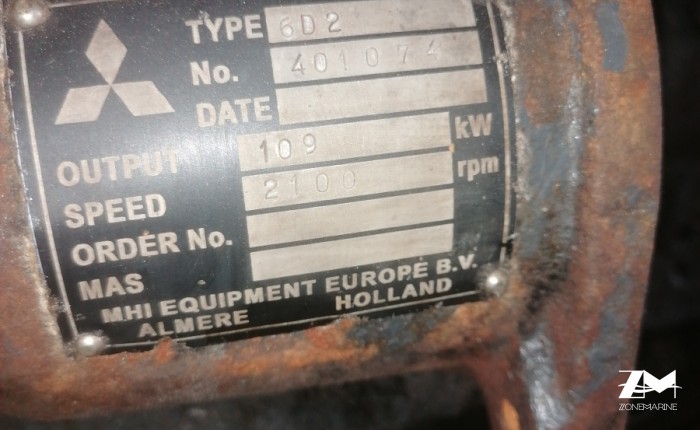 TYPE 6D2
No. 401074
DATE
OUTPUT 109 kW
SPEED 2100 rpm
ORDER No.
MAS
MHI EQUIPMENT EUROPE B.V.
ALMERE HOLLAND
ZM
ZONEMARINE